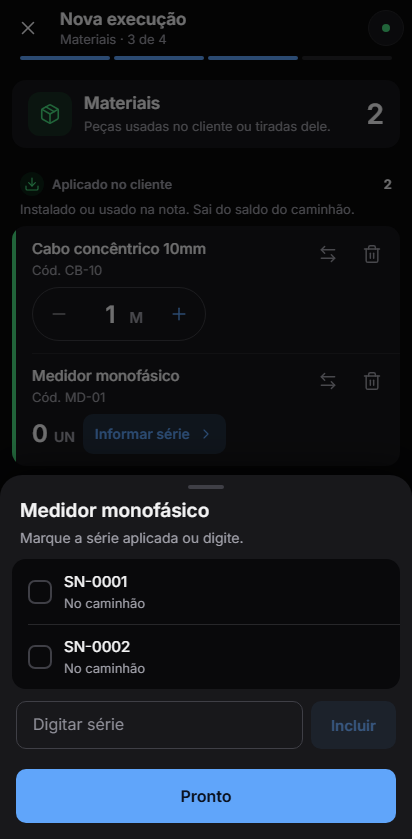 Nova execução
Materiais · 3 de 4
Materiais
Peças usadas no cliente ou tiradas dele.
2
Aplicado no cliente
2
Instalado ou usado na nota. Sai do saldo do caminhão.
Cabo concêntrico 10mm
Cód. CB-10
− 1 M +
Medidor monofásico
Cód. MD-01
0 UN Informar série
Medidor monofásico
Marque a série aplicada ou digite.
SN-0001
No caminhão
SN-0002
No caminhão
Digitar série
Incluir
Pronto